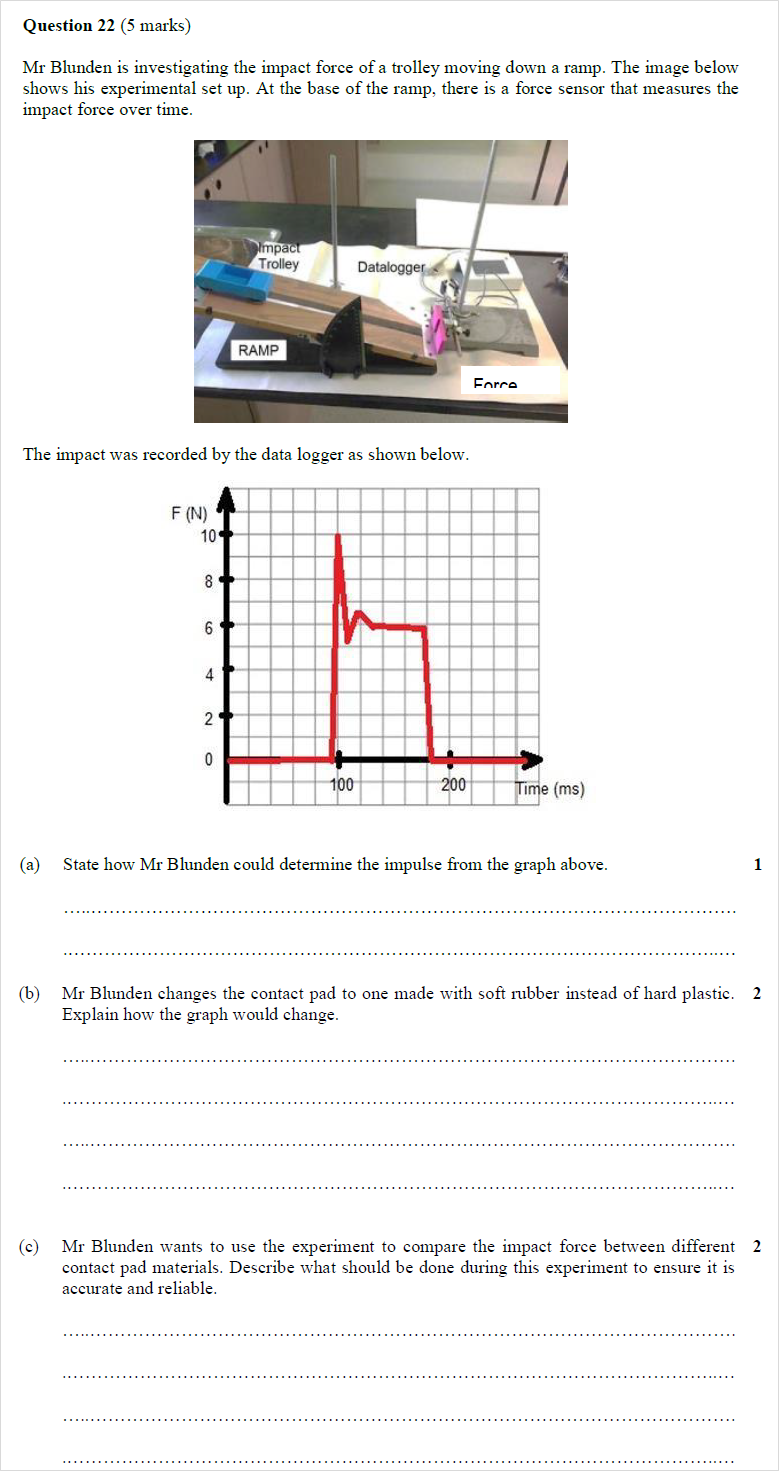 Question 22 (5 marks)
Mr Blunden is investigating the impact force of a trolley moving down a ramp. The image below
shows his experimental set up. At the base of the ramp, there is a force sensor that measures the
impact force over time.
Impact
Trolley
Datalogger
RAMP
Force
The impact was recorded by the data logger as shown below.
F (N)
10
8
6
4
2
0
100
200
Time (ms)
(a) State how Mr Blunden could determine the impulse from the graph above. 1
(b) Mr Blunden changes the contact pad to one made with soft rubber instead of hard plastic. 2
Explain how the graph would change.
(c) Mr Blunden wants to use the experiment to compare the impact force between different 2
contact pad materials. Describe what should be done during this experiment to ensure it is
accurate and reliable.